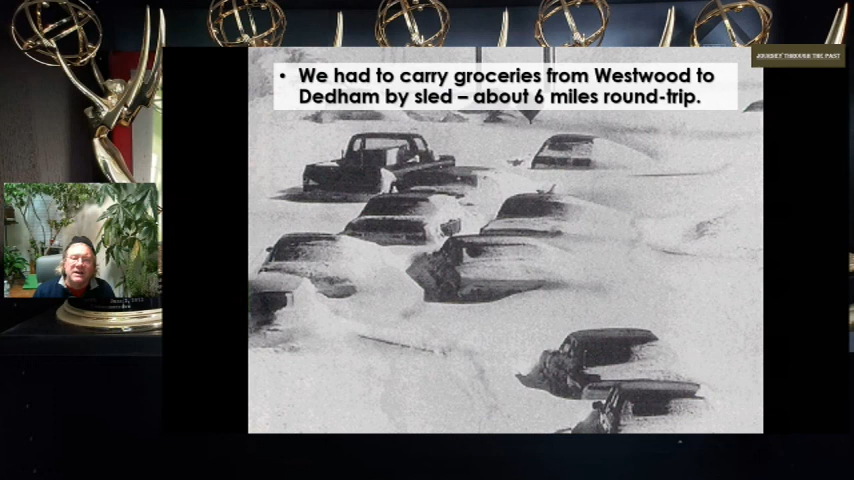 • We had to carry groceries from Westwood to
Dedham by sled – about 6 miles round-trip.
JOURNEY THROUGH THE PAST